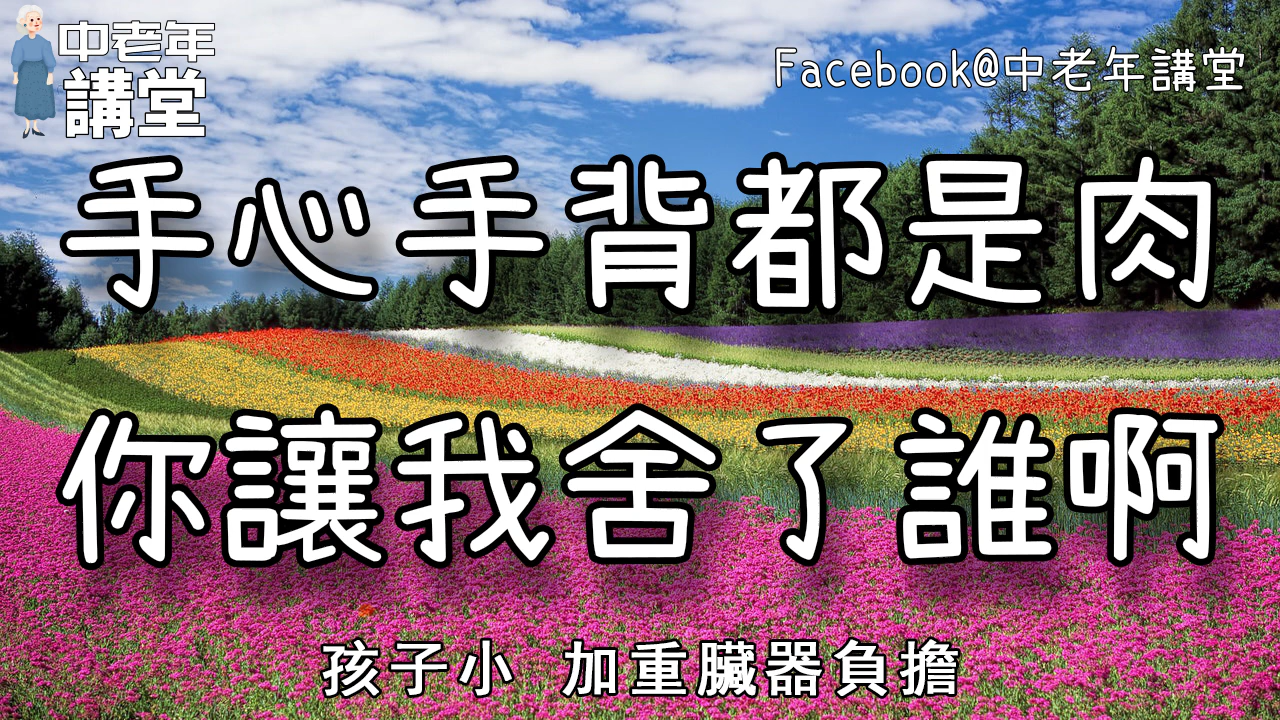 中老年
講堂
Facebook@中老年講堂
手心手背都是肉
你讓我舍了誰啊
孩子小 加重臟器負擔